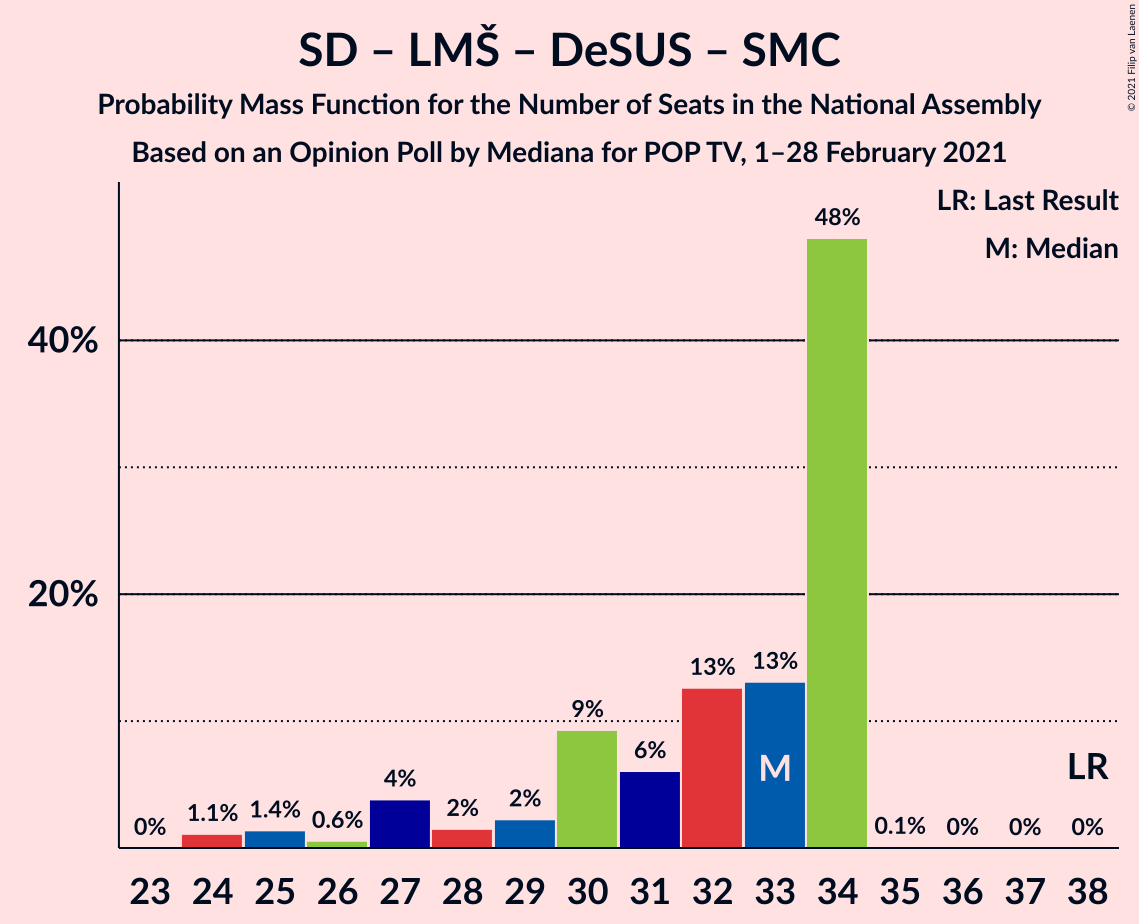 SD – LMŠ – DeSUS – SMC
Probability Mass Function for the Number of Seats in the National Assembly
Based on an Opinion Poll by Mediana for POP TV, 1–28 February 2021
© 2021 Filip van Laenen
LR: Last Result
M: Median
40%
20%
0%
1.1%
1.4%
0.6%
4%
2%
2%
9%
6%
13%
13%
48%
0.1%
0%
0%
0%
M
LR
23 24 25 26 27 28 29 30 31 32 33 34 35 36 37 38